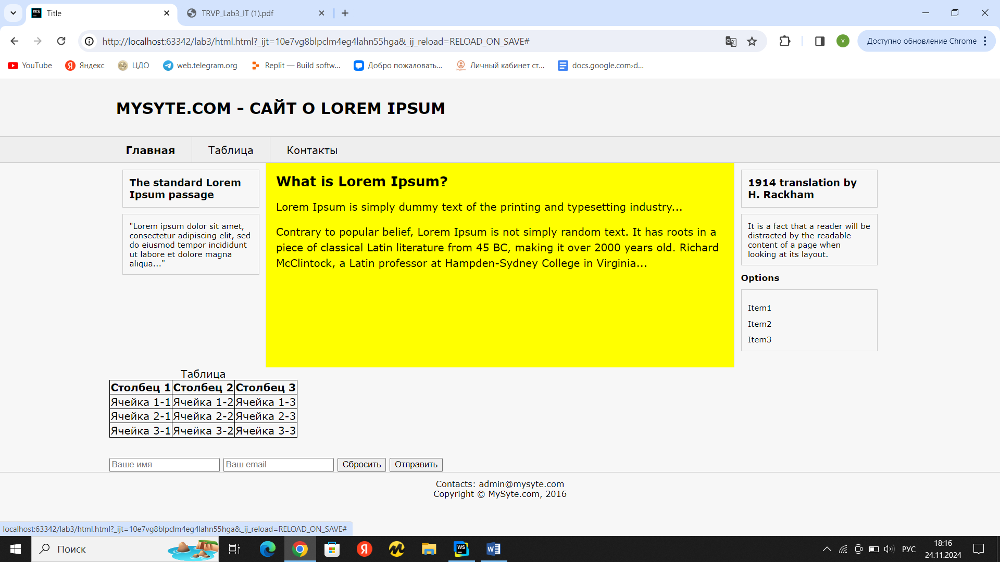 Title
TRVP_Lab3_IT (1).pdf
http://localhost:63342/lab3/html.html?_ijt=10e7vg8blpclm4eg4lahn55hga&_ij_reload=RELOAD_ON_SAVE#
V
Доступно обновление Chrome
YouTube
Яндекс
ЦДО
web.telegram.org
Replit — Build softw...
Добро пожаловать...
Личный кабинет ст...
docs.google.com›d...
MYSYTE.COM – САЙТ О LOREM IPSUM
Главная
Таблица
Контакты
The standard Lorem
Ipsum passage
"Lorem ipsum dolor sit amet,
consectetur adipiscing elit, sed
do eiusmod tempor incididunt
ut labore et dolore magna
aliqua..."
What is Lorem Ipsum?
Lorem Ipsum is simply dummy text of the printing and typesetting industry...
Contrary to popular belief, Lorem Ipsum is not simply random text. It has roots in a
piece of classical Latin literature from 45 BC, making it over 2000 years old. Richard
McClintock, a Latin professor at Hampden-Sydney College in Virginia...
1914 translation by
H. Rackham
It is a fact that a reader will be
distracted by the readable
content of a page when
looking at its layout.
Options
Item1
Item2
Item3
Таблица
Столбец 1 Столбец 2 Столбец 3
Ячейка 1-1 Ячейка 1-2 Ячейка 1-3
Ячейка 2-1 Ячейка 2-2 Ячейка 2-3
Ячейка 3-1 Ячейка 3-2 Ячейка 3-3
Ваше имя
Ваш email
Сбросить
Отправить
Contacts: admin@mysyte.com
Copyright © MySyte.com, 2016
localhost:63342/lab3/html.html?_ijt=10e7vg8blpclm4eg4lahn55hga&_ij_reload=RELOAD_ON_SAVE#
Поиск
РУС
18:16
24.11.2024